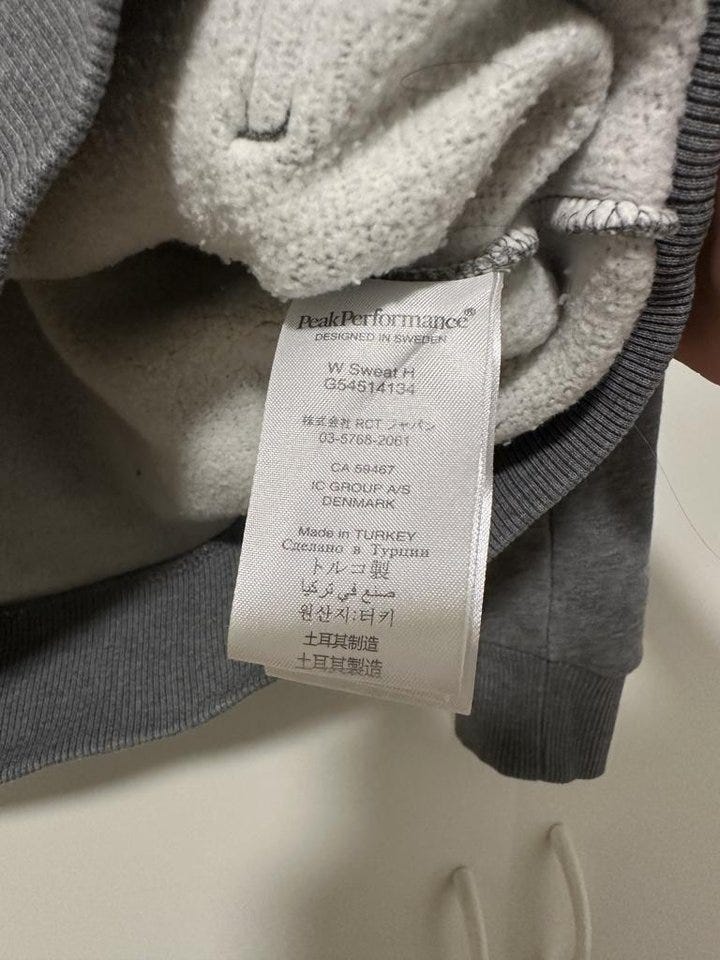 PeakPerformance®
DESIGNED IN SWEDEN
W Sweat H
G54514134
株式会社 RCT ジャパン
03-5768-2061
CA 59467
IC GROUP A/S
DENMARK
Made in TURKEY
Сделано в Турции
トルコ製
صنع في تركيا
원산지:터키
土耳其制造
土耳其製造